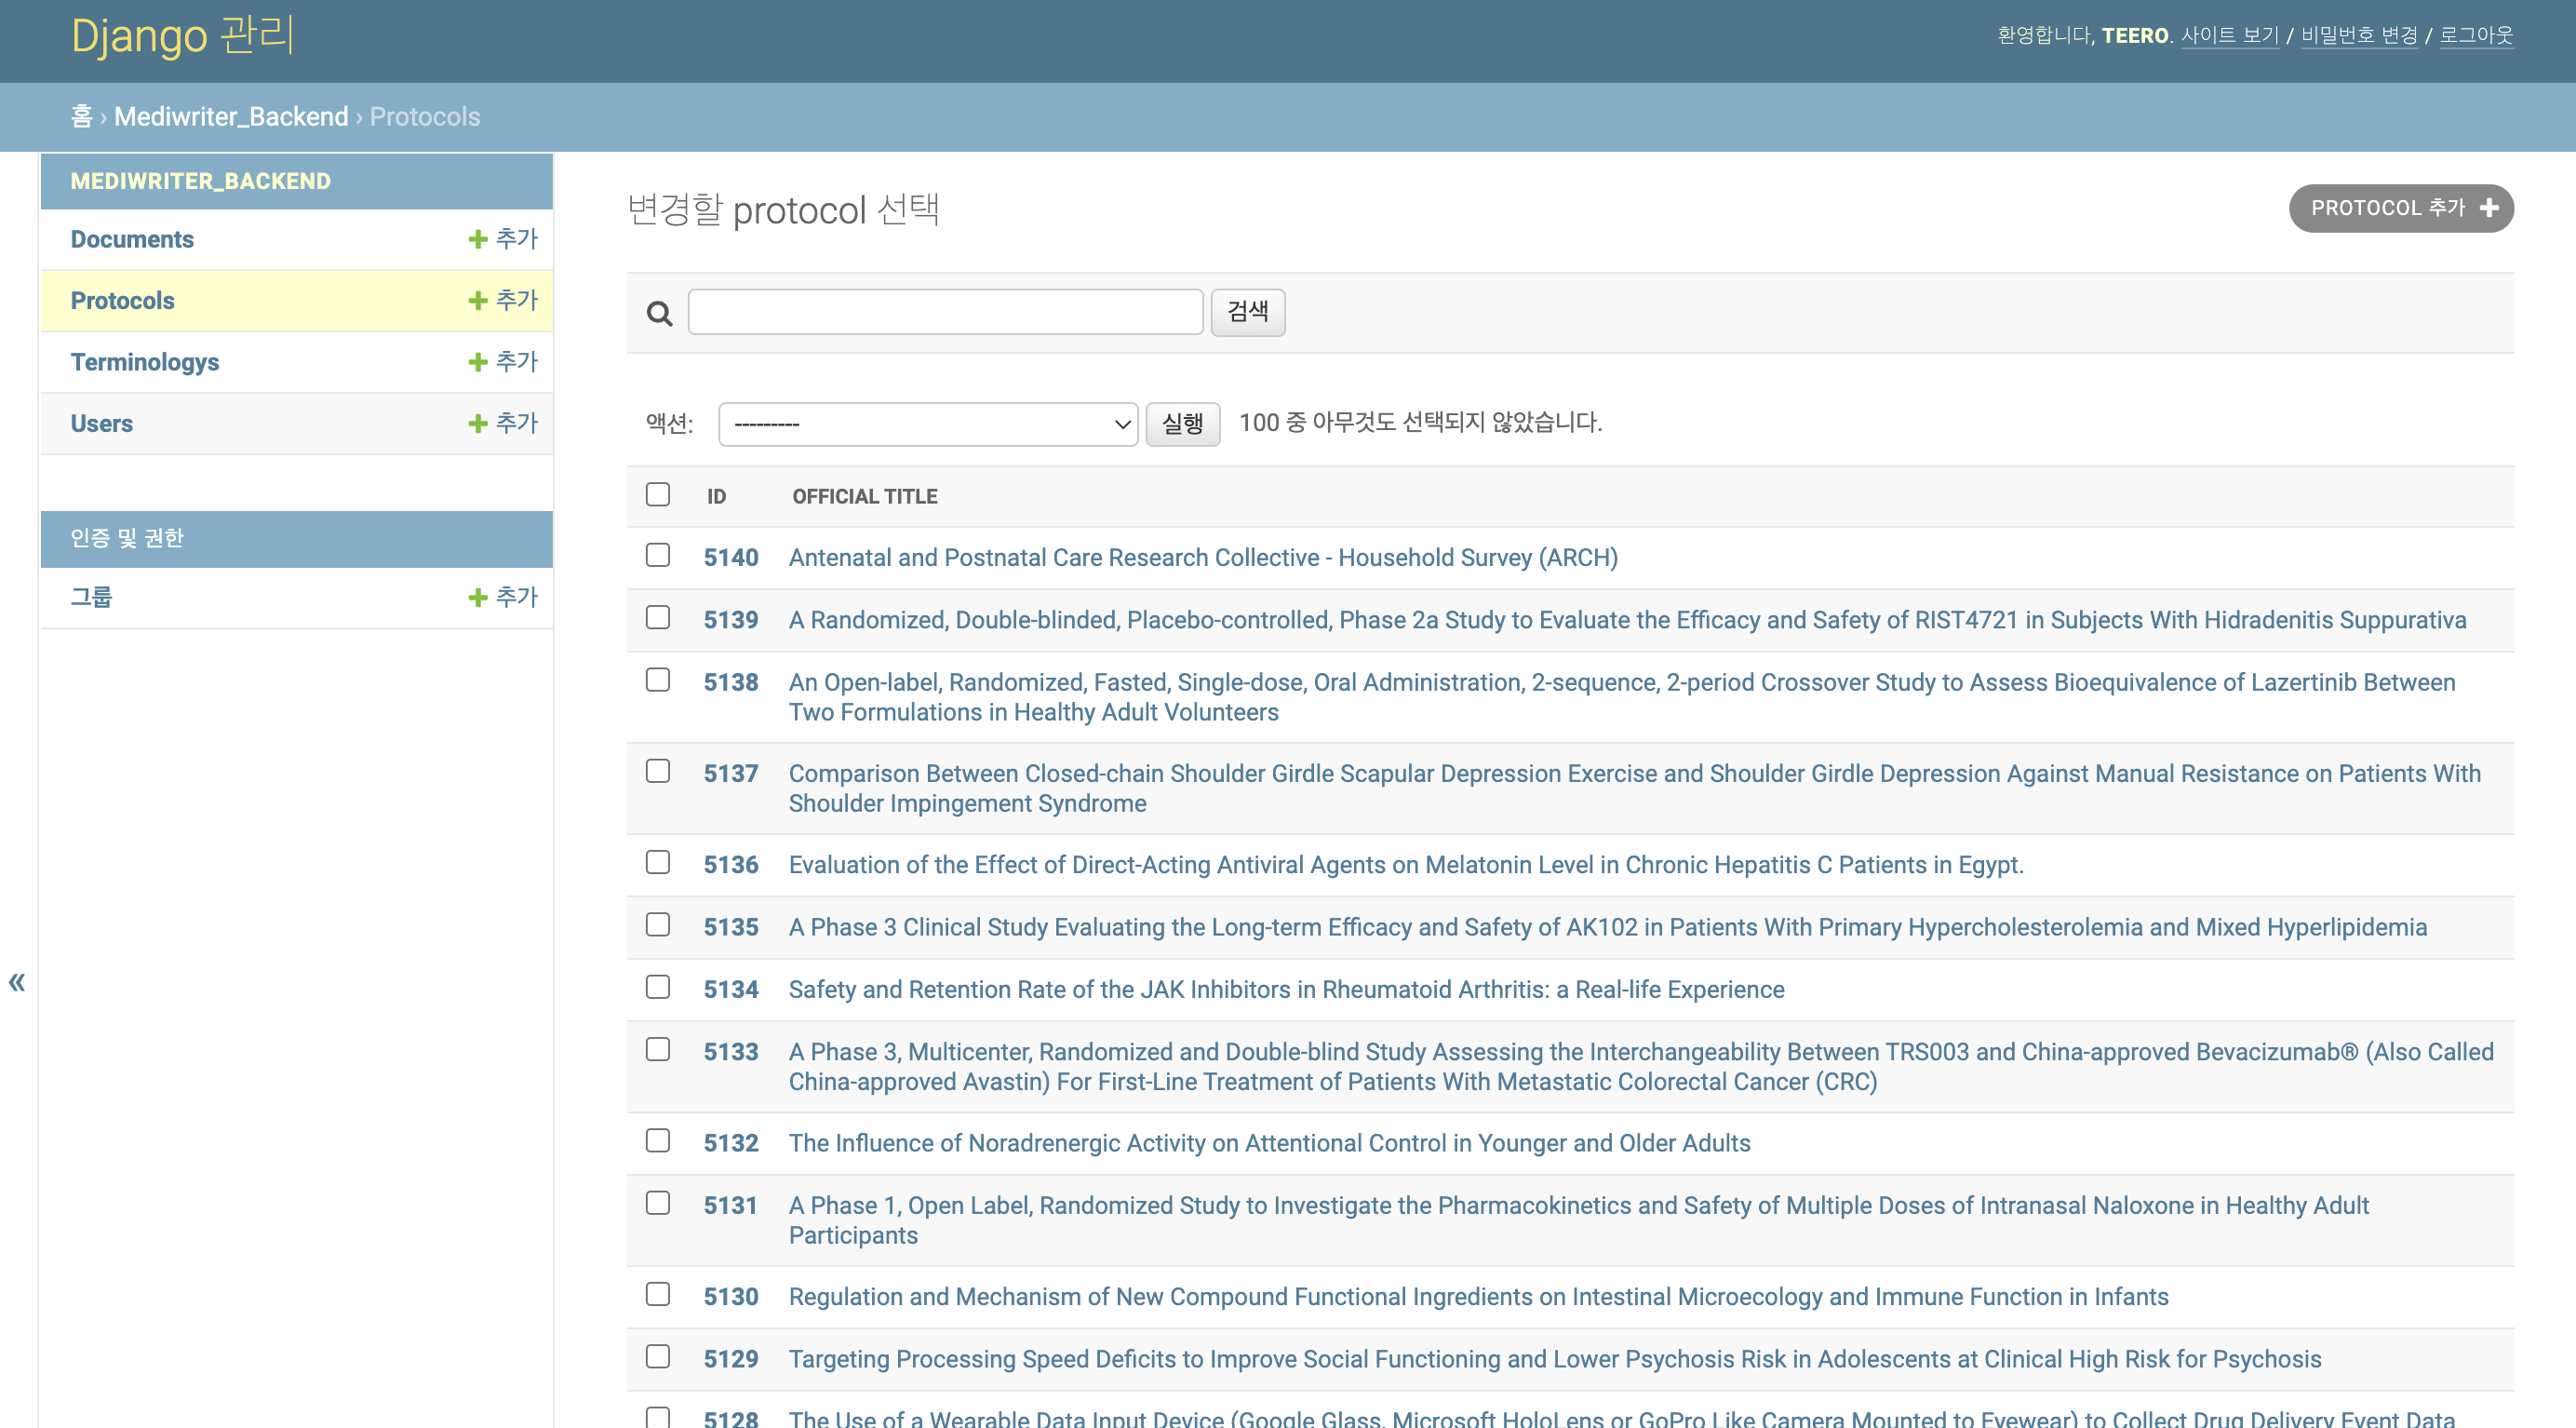 Django 관리
환영합니다, TEERO. 사이트 보기 / 비밀번호 변경 / 로그아웃
홈 › Mediwriter_Backend › Protocols
MEDIWRITER_BACKEND
Documents 추가
Protocols 추가
Terminologys 추가
Users 추가
인증 및 권한
그룹 추가
«
변경할 protocol 선택
PROTOCOL 추가
검색
액션: --------- 실행 100 중 아무것도 선택되지 않았습니다.
ID OFFICIAL TITLE
5140 Antenatal and Postnatal Care Research Collective - Household Survey (ARCH)
5139 A Randomized, Double-blinded, Placebo-controlled, Phase 2a Study to Evaluate the Efficacy and Safety of RIST4721 in Subjects With Hidradenitis Suppurativa
5138 An Open-label, Randomized, Fasted, Single-dose, Oral Administration, 2-sequence, 2-period Crossover Study to Assess Bioequivalence of Lazertinib Between
Two Formulations in Healthy Adult Volunteers
5137 Comparison Between Closed-chain Shoulder Girdle Scapular Depression Exercise and Shoulder Girdle Depression Against Manual Resistance on Patients With
Shoulder Impingement Syndrome
5136 Evaluation of the Effect of Direct-Acting Antiviral Agents on Melatonin Level in Chronic Hepatitis C Patients in Egypt.
5135 A Phase 3 Clinical Study Evaluating the Long-term Efficacy and Safety of AK102 in Patients With Primary Hypercholesterolemia and Mixed Hyperlipidemia
5134 Safety and Retention Rate of the JAK Inhibitors in Rheumatoid Arthritis: a Real-life Experience
5133 A Phase 3, Multicenter, Randomized and Double-blind Study Assessing the Interchangeability Between TRS003 and China-approved Bevacizumab® (Also Called
China-approved Avastin) For First-Line Treatment of Patients With Metastatic Colorectal Cancer (CRC)
5132 The Influence of Noradrenergic Activity on Attentional Control in Younger and Older Adults
5131 A Phase 1, Open Label, Randomized Study to Investigate the Pharmacokinetics and Safety of Multiple Doses of Intranasal Naloxone in Healthy Adult
Participants
5130 Regulation and Mechanism of New Compound Functional Ingredients on Intestinal Microecology and Immune Function in Infants
5129 Targeting Processing Speed Deficits to Improve Social Functioning and Lower Psychosis Risk in Adolescents at Clinical High Risk for Psychosis
5128 The Use of a Wearable Data Input Device (Google Glass, Microsoft HoloLens or GoPro Like Camera Mounted to Eyewear) to Collect Drug Delivery Event Data